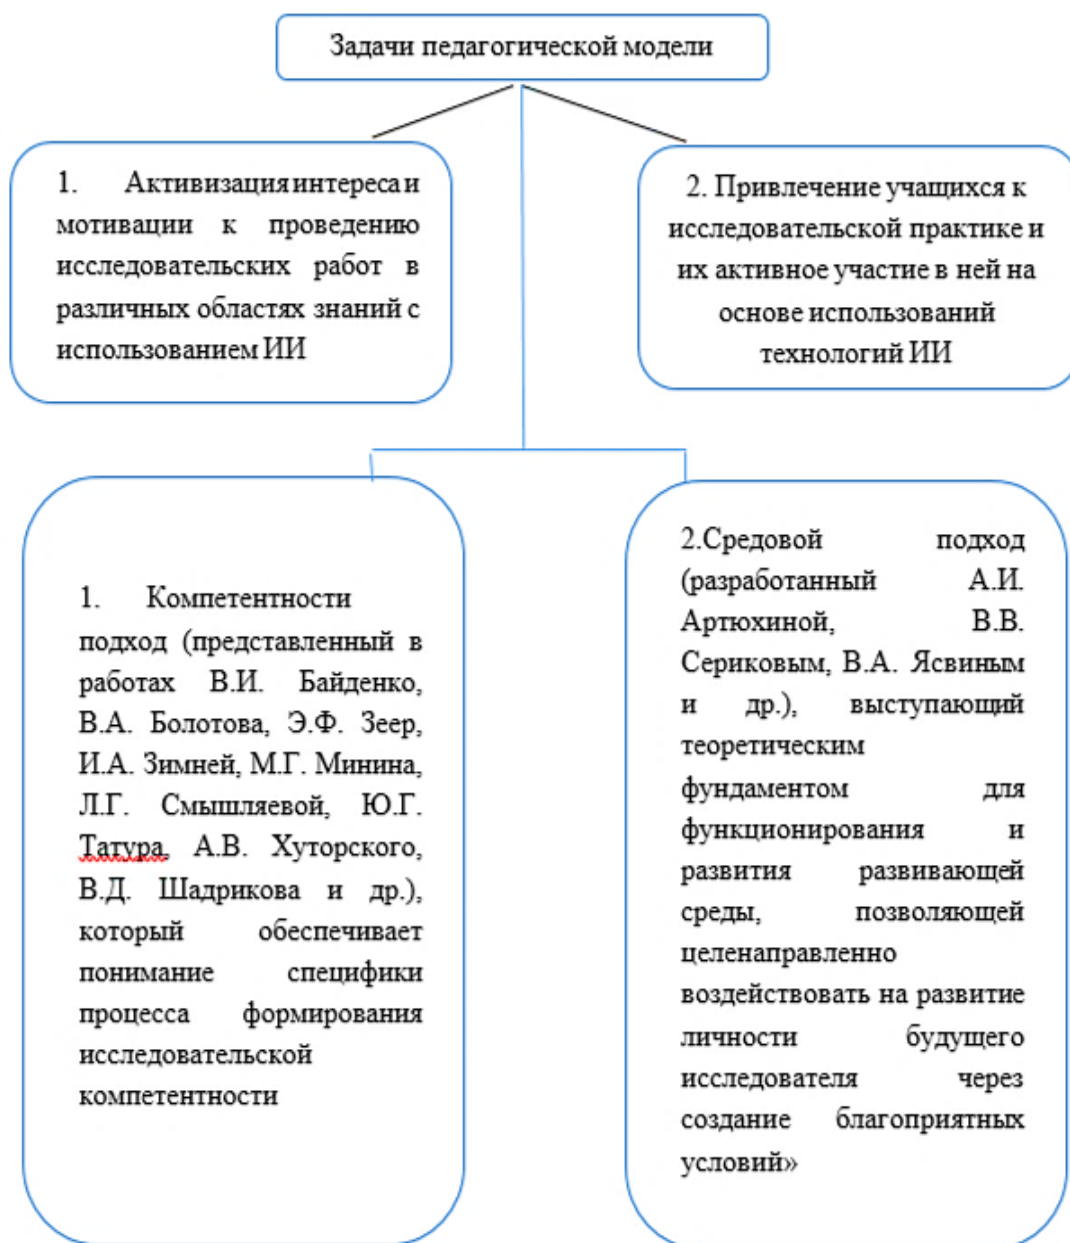 Задачи педагогической модели
1. Активизация интереса и
мотивации к проведению
исследовательских работ в
различных областях знаний с
использованием ИИ
2. Привлечение учащихся к
исследовательской практике и
их активное участие в ней на
основе использований
технологий ИИ
1. Компетентности
подход (представленный в
работах В.И. Байденко,
В.А. Болотова, Э.Ф. Зеер,
И.А. Зимней, М.Г. Минина,
Л.Г. Смышляевой, Ю.Г.
Татура, А.В. Хуторского,
В.Д. Шадрикова и др.),
который обеспечивает
понимание специфики
процесса формирования
исследовательской
компетентности
2.Средовой подход
(разработанный А.И.
Артюхиной, В.В.
Сериковым, В.А. Ясвиным
и др.), выступающий
теоретическим
фундаментом для
функционирования и
развития развивающей
среды, позволяющей
целенаправленно
воздействовать на развитие
личности будущего
исследователя через
создание благоприятных
условий»